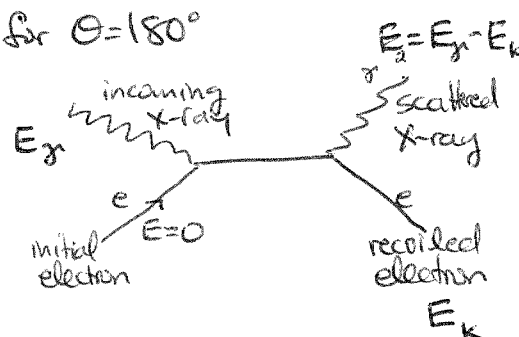 for Θ=180°
E₂=Eγ-Eₖ
incoming
X-ray
γ
scattered
X-ray
Eγ
e
E=0
e
initial
electron
recoiled
electron
Eₖ